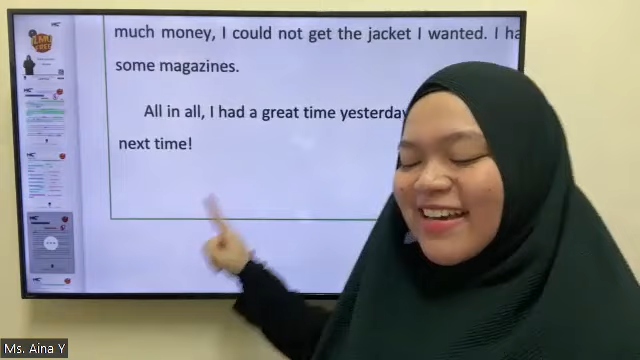 much money, I could not get the jacket I wanted. I ha
some magazines.
All in all, I had a great time yesterday
next time!
Ms. Aina Y